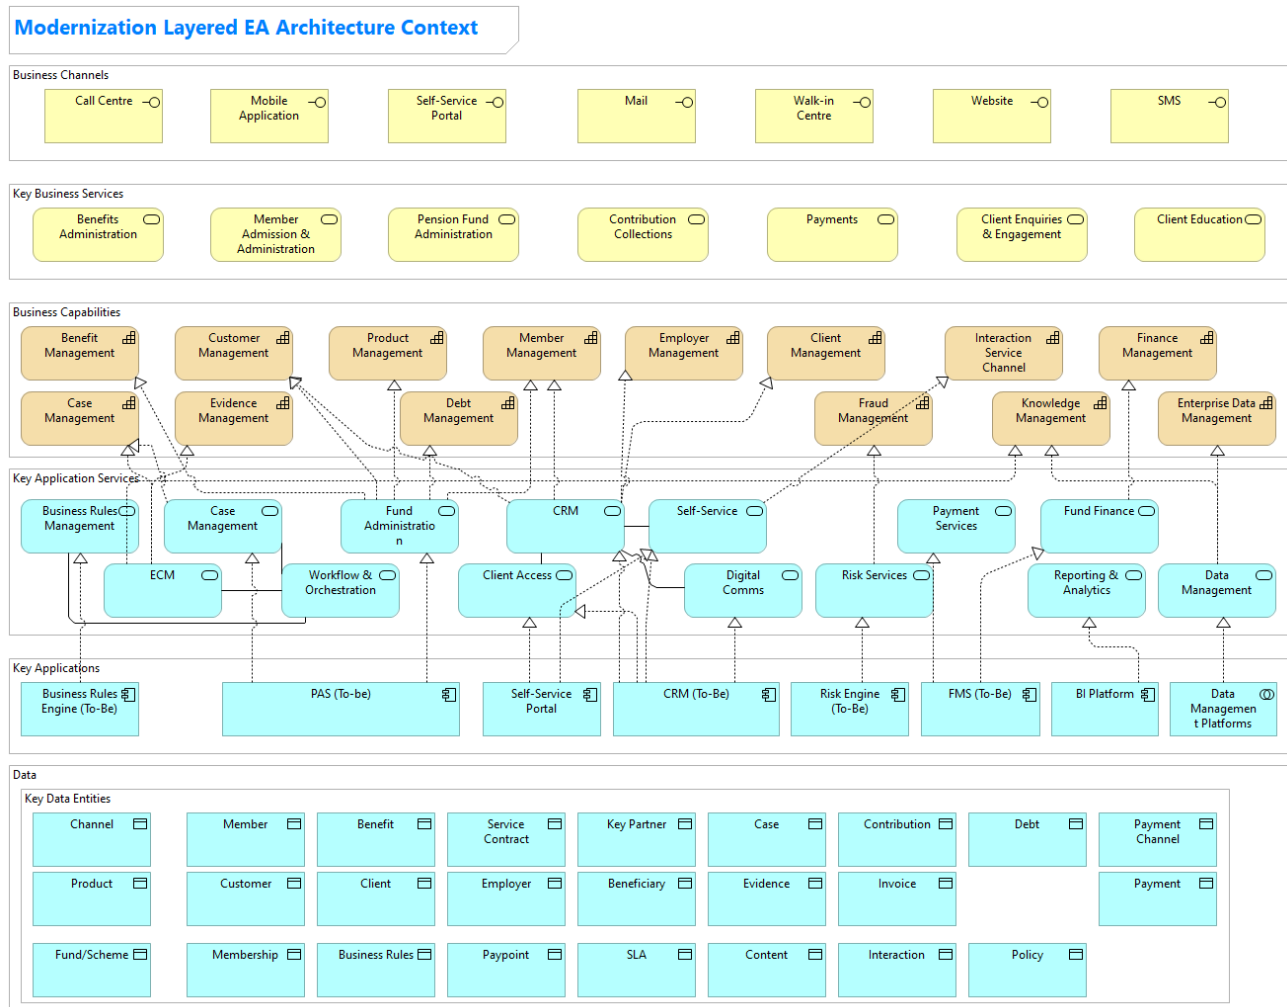 Modernization Layered EA Architecture Context
Business Channels
Call Centre
Mobile
Application
Self-Service
Portal
Mail
Walk-in
Centre
Website
SMS
Key Business Services
Benefits
Administration
Member
Admission &
Administration
Pension Fund
Administration
Contribution
Collections
Payments
Client Enquiries
& Engagement
Client Education
Business Capabilities
Benefit
Management
Customer
Management
Product
Management
Member
Management
Employer
Management
Client
Management
Interaction
Service
Channel
Finance
Management
Case
Management
Evidence
Management
Debt
Management
Fraud
Management
Knowledge
Management
Enterprise Data
Management
Key Application Services
Business Rules
Management
Case
Management
Fund
Administratio
n
CRM
Self-Service
Payment
Services
Fund Finance
ECM
Workflow &
Orchestration
Client Access
Digital
Comms
Risk Services
Reporting &
Analytics
Data
Management
Key Applications
Business Rules
Engine (To-Be)
PAS (To-be)
Self-Service
Portal
CRM (To-Be)
Risk Engine
(To-Be)
FMS (To-Be)
BI Platform
Data
Managemen
t Platforms
Data
Key Data Entities
Channel
Member
Benefit
Service
Contract
Key Partner
Case
Contribution
Debt
Payment
Channel
Product
Customer
Client
Employer
Beneficiary
Evidence
Invoice
Payment
Fund/Scheme
Membership
Business Rules
Paypoint
SLA
Content
Interaction
Policy